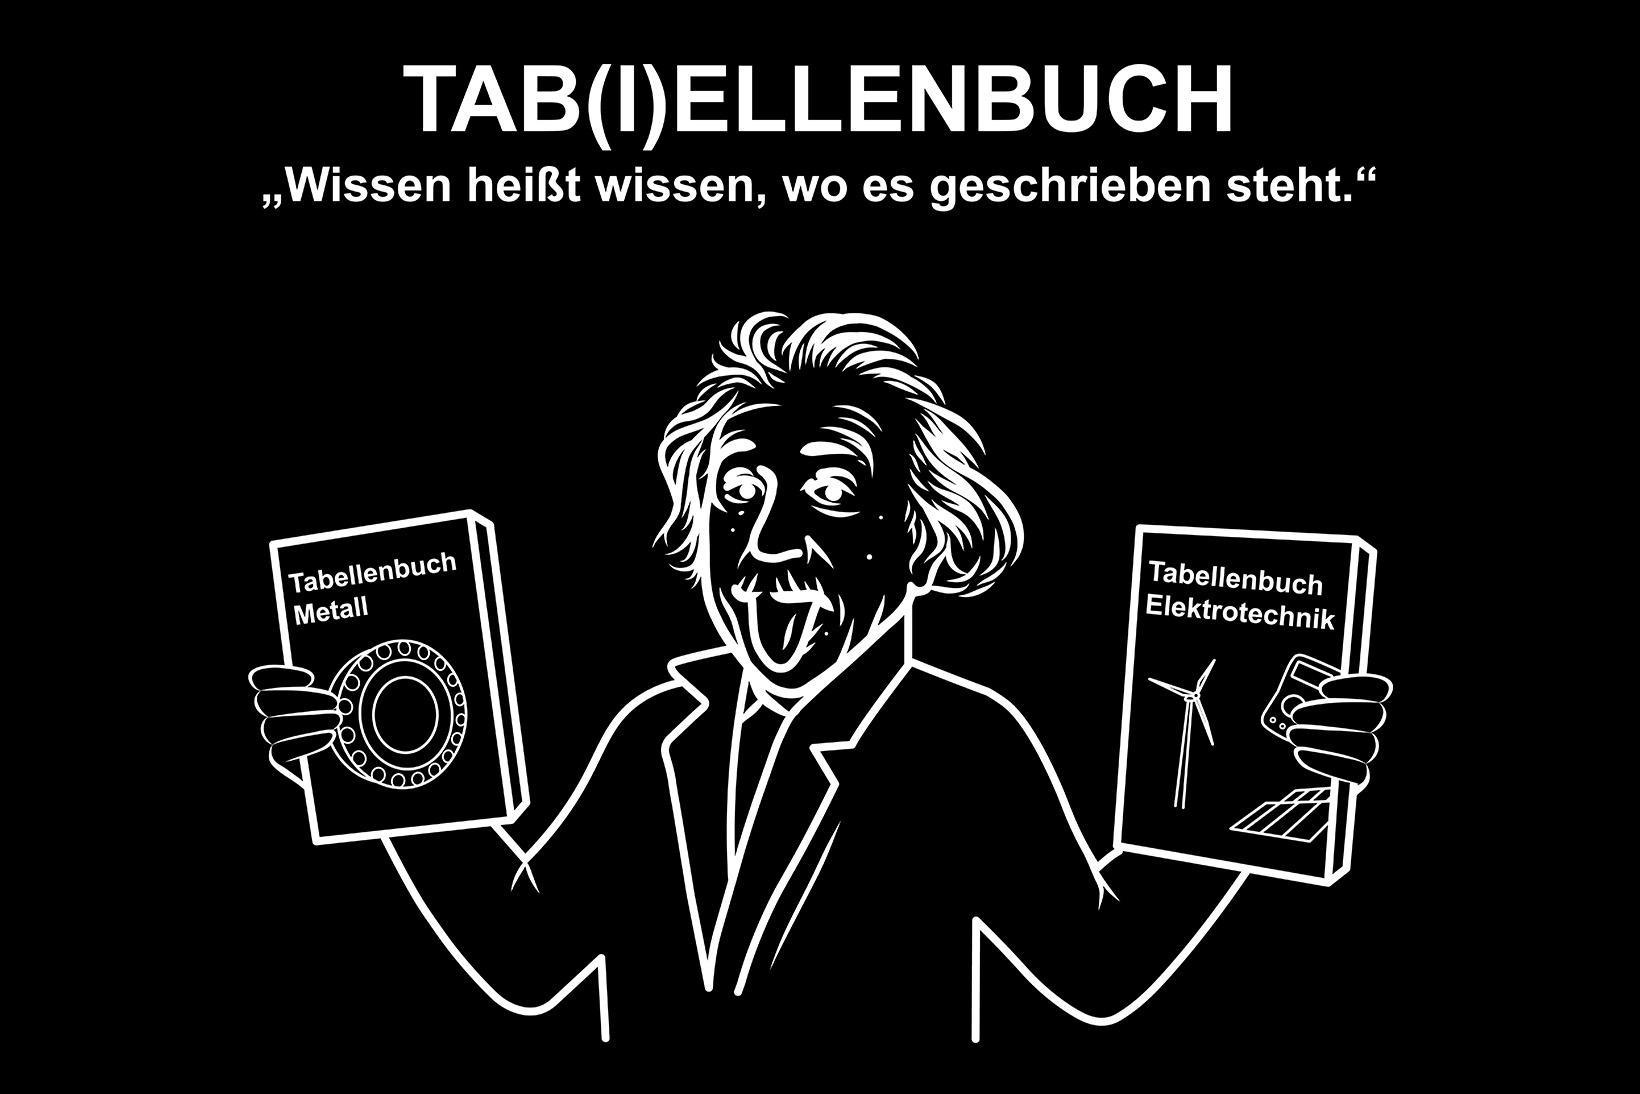 TAB(I)ELLENBUCH
„Wissen heißt wissen, wo es geschrieben steht.“
Tabellenbuch
Metall
Tabellenbuch
Elektrotechnik